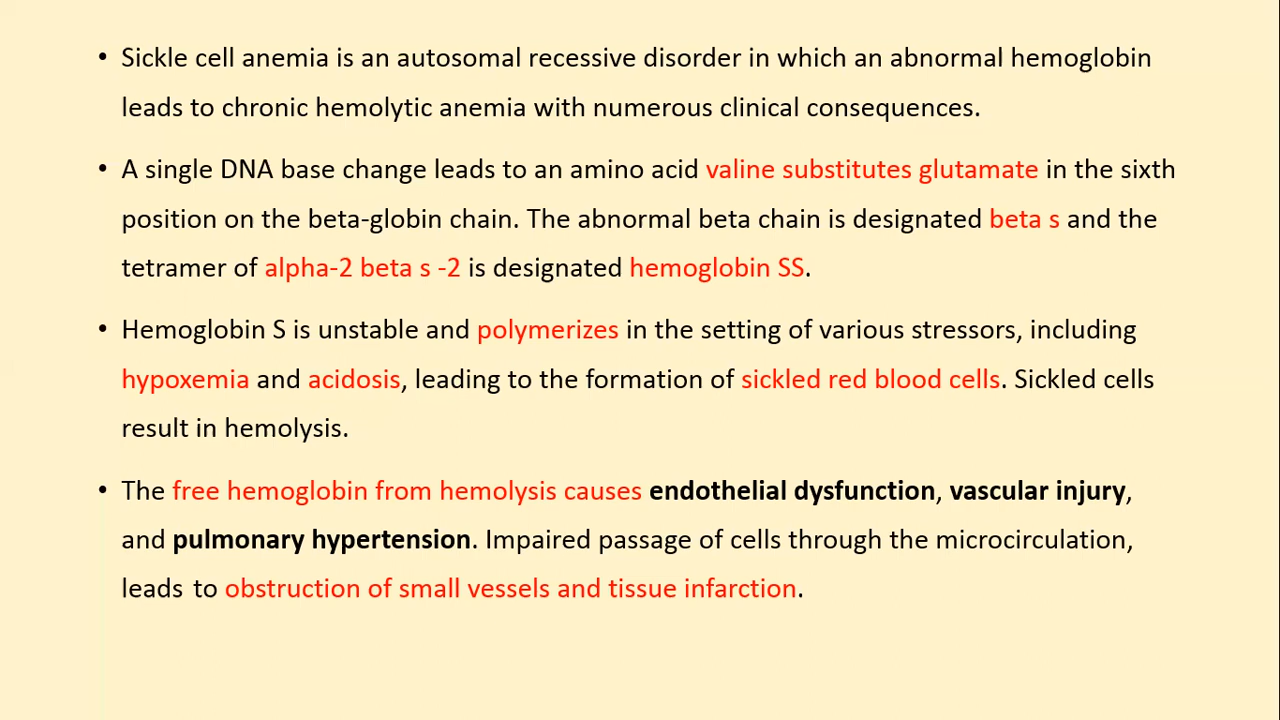 • Sickle cell anemia is an autosomal recessive disorder in which an abnormal hemoglobin
leads to chronic hemolytic anemia with numerous clinical consequences.
• A single DNA base change leads to an amino acid valine substitutes glutamate in the sixth
position on the beta-globin chain. The abnormal beta chain is designated beta s and the
tetramer of alpha-2 beta s -2 is designated hemoglobin SS.
• Hemoglobin S is unstable and polymerizes in the setting of various stressors, including
hypoxemia and acidosis, leading to the formation of sickled red blood cells. Sickled cells
result in hemolysis.
• The free hemoglobin from hemolysis causes endothelial dysfunction, vascular injury,
and pulmonary hypertension. Impaired passage of cells through the microcirculation,
leads to obstruction of small vessels and tissue infarction.